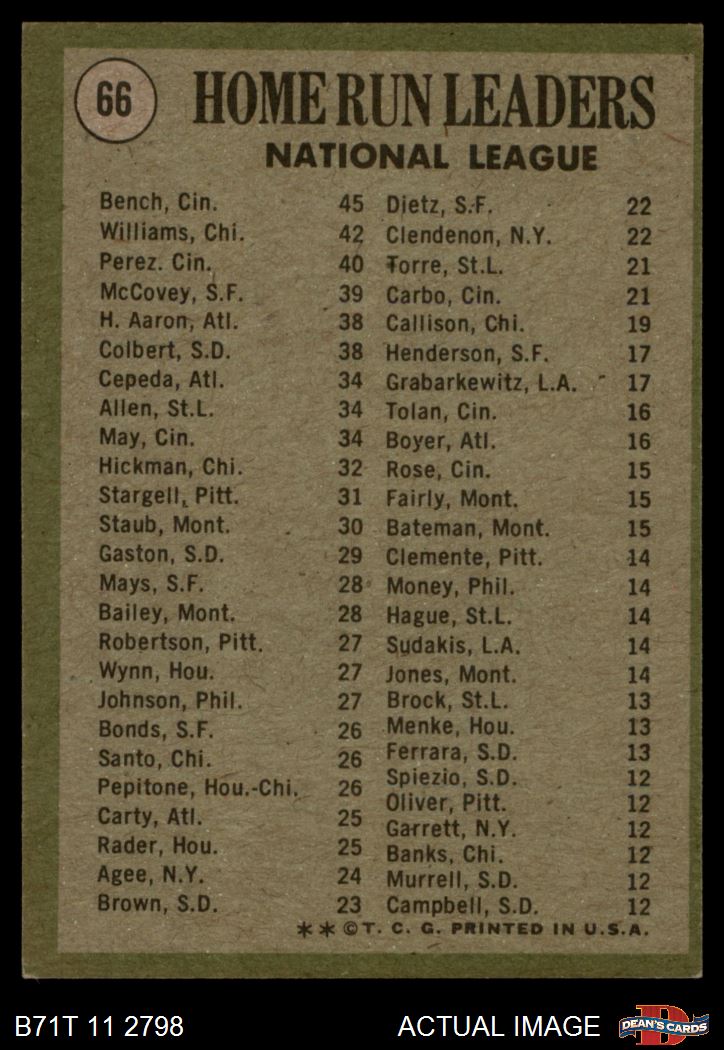 66
HOME RUN LEADERS
NATIONAL LEAGUE
Bench, Cin. 45
Williams, Chi. 42
Perez. Cin. 40
McCovey, S.F. 39
H. Aaron, Atl. 38
Colbert, S.D. 38
Cepeda, Atl. 34
Allen, St.L. 34
May, Cin. 34
Hickman, Chi. 32
Stargell, Pitt. 31
Staub, Mont. 30
Gaston, S.D. 29
Mays, S.F. 28
Bailey, Mont. 28
Robertson, Pitt. 27
Wynn, Hou. 27
Johnson, Phil. 27
Bonds, S.F. 26
Santo, Chi. 26
Pepitone, Hou.-Chi. 26
Carty, Atl. 25
Rader, Hou. 25
Agee, N.Y. 24
Brown, S.D. 23
Dietz, S.F. 22
Clendenon, N.Y. 22
Torre, St.L. 21
Carbo, Cin. 21
Callison, Chi. 19
Henderson, S.F. 17
Grabarkewitz, L.A. 17
Tolan, Cin. 16
Boyer, Atl. 16
Rose, Cin. 15
Fairly, Mont. 15
Bateman, Mont. 15
Clemente, Pitt. 14
Money, Phil. 14
Hague, St.L. 14
Sudakis, L.A. 14
Jones, Mont. 14
Brock, St.L. 13
Menke, Hou. 13
Ferrara, S.D. 13
Spiezio, S.D. 12
Oliver, Pitt. 12
Garrett, N.Y. 12
Banks, Chi. 12
Murrell, S.D. 12
Campbell, S.D. 12
**©T. C. G. PRINTED IN U.S.A.
B71T 11 2798
ACTUAL IMAGE
D
DEAN'S CARDS